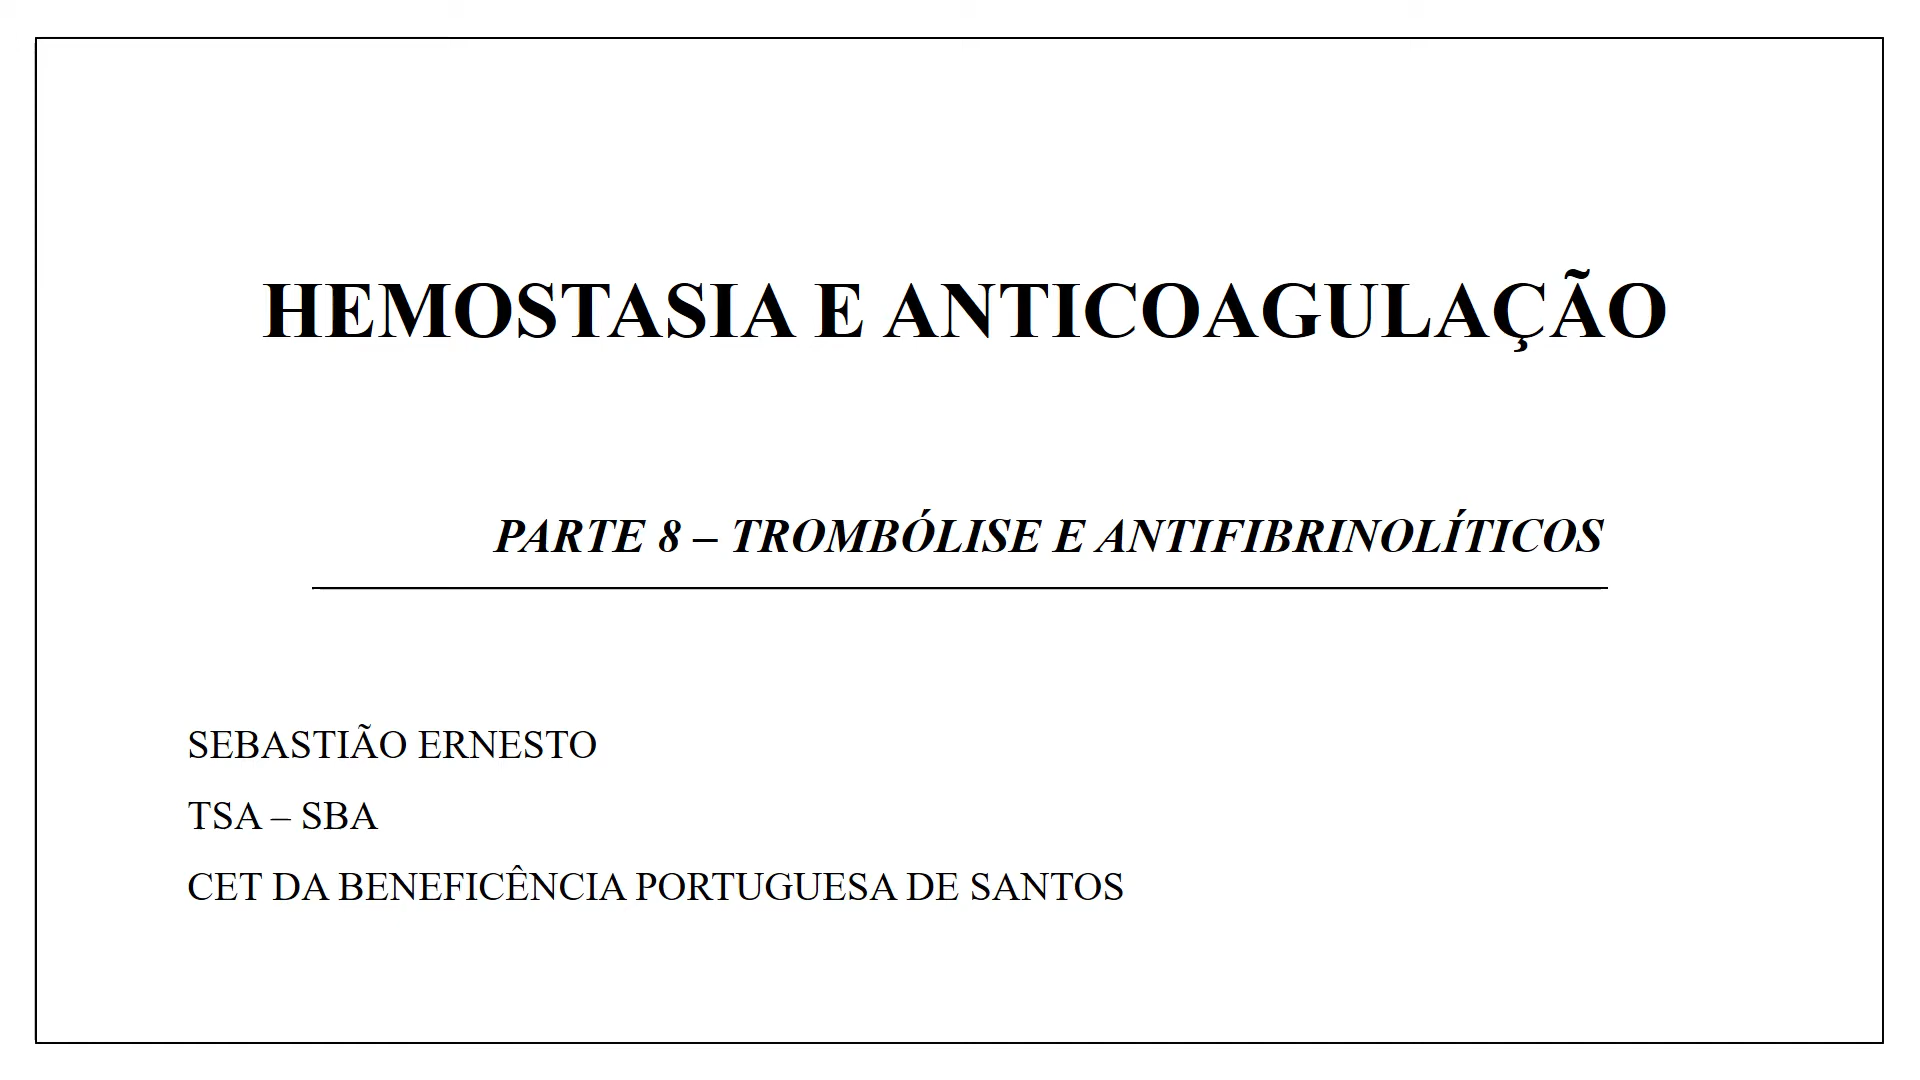 HEMOSTASIA E ANTICOAGULAÇÃO
PARTE 8 – TROMBÓLISE E ANTIFIBRINOLÍTICOS
SEBASTIÃO ERNESTO
TSA – SBA
CET DA BENEFICÊNCIA PORTUGUESA DE SANTOS